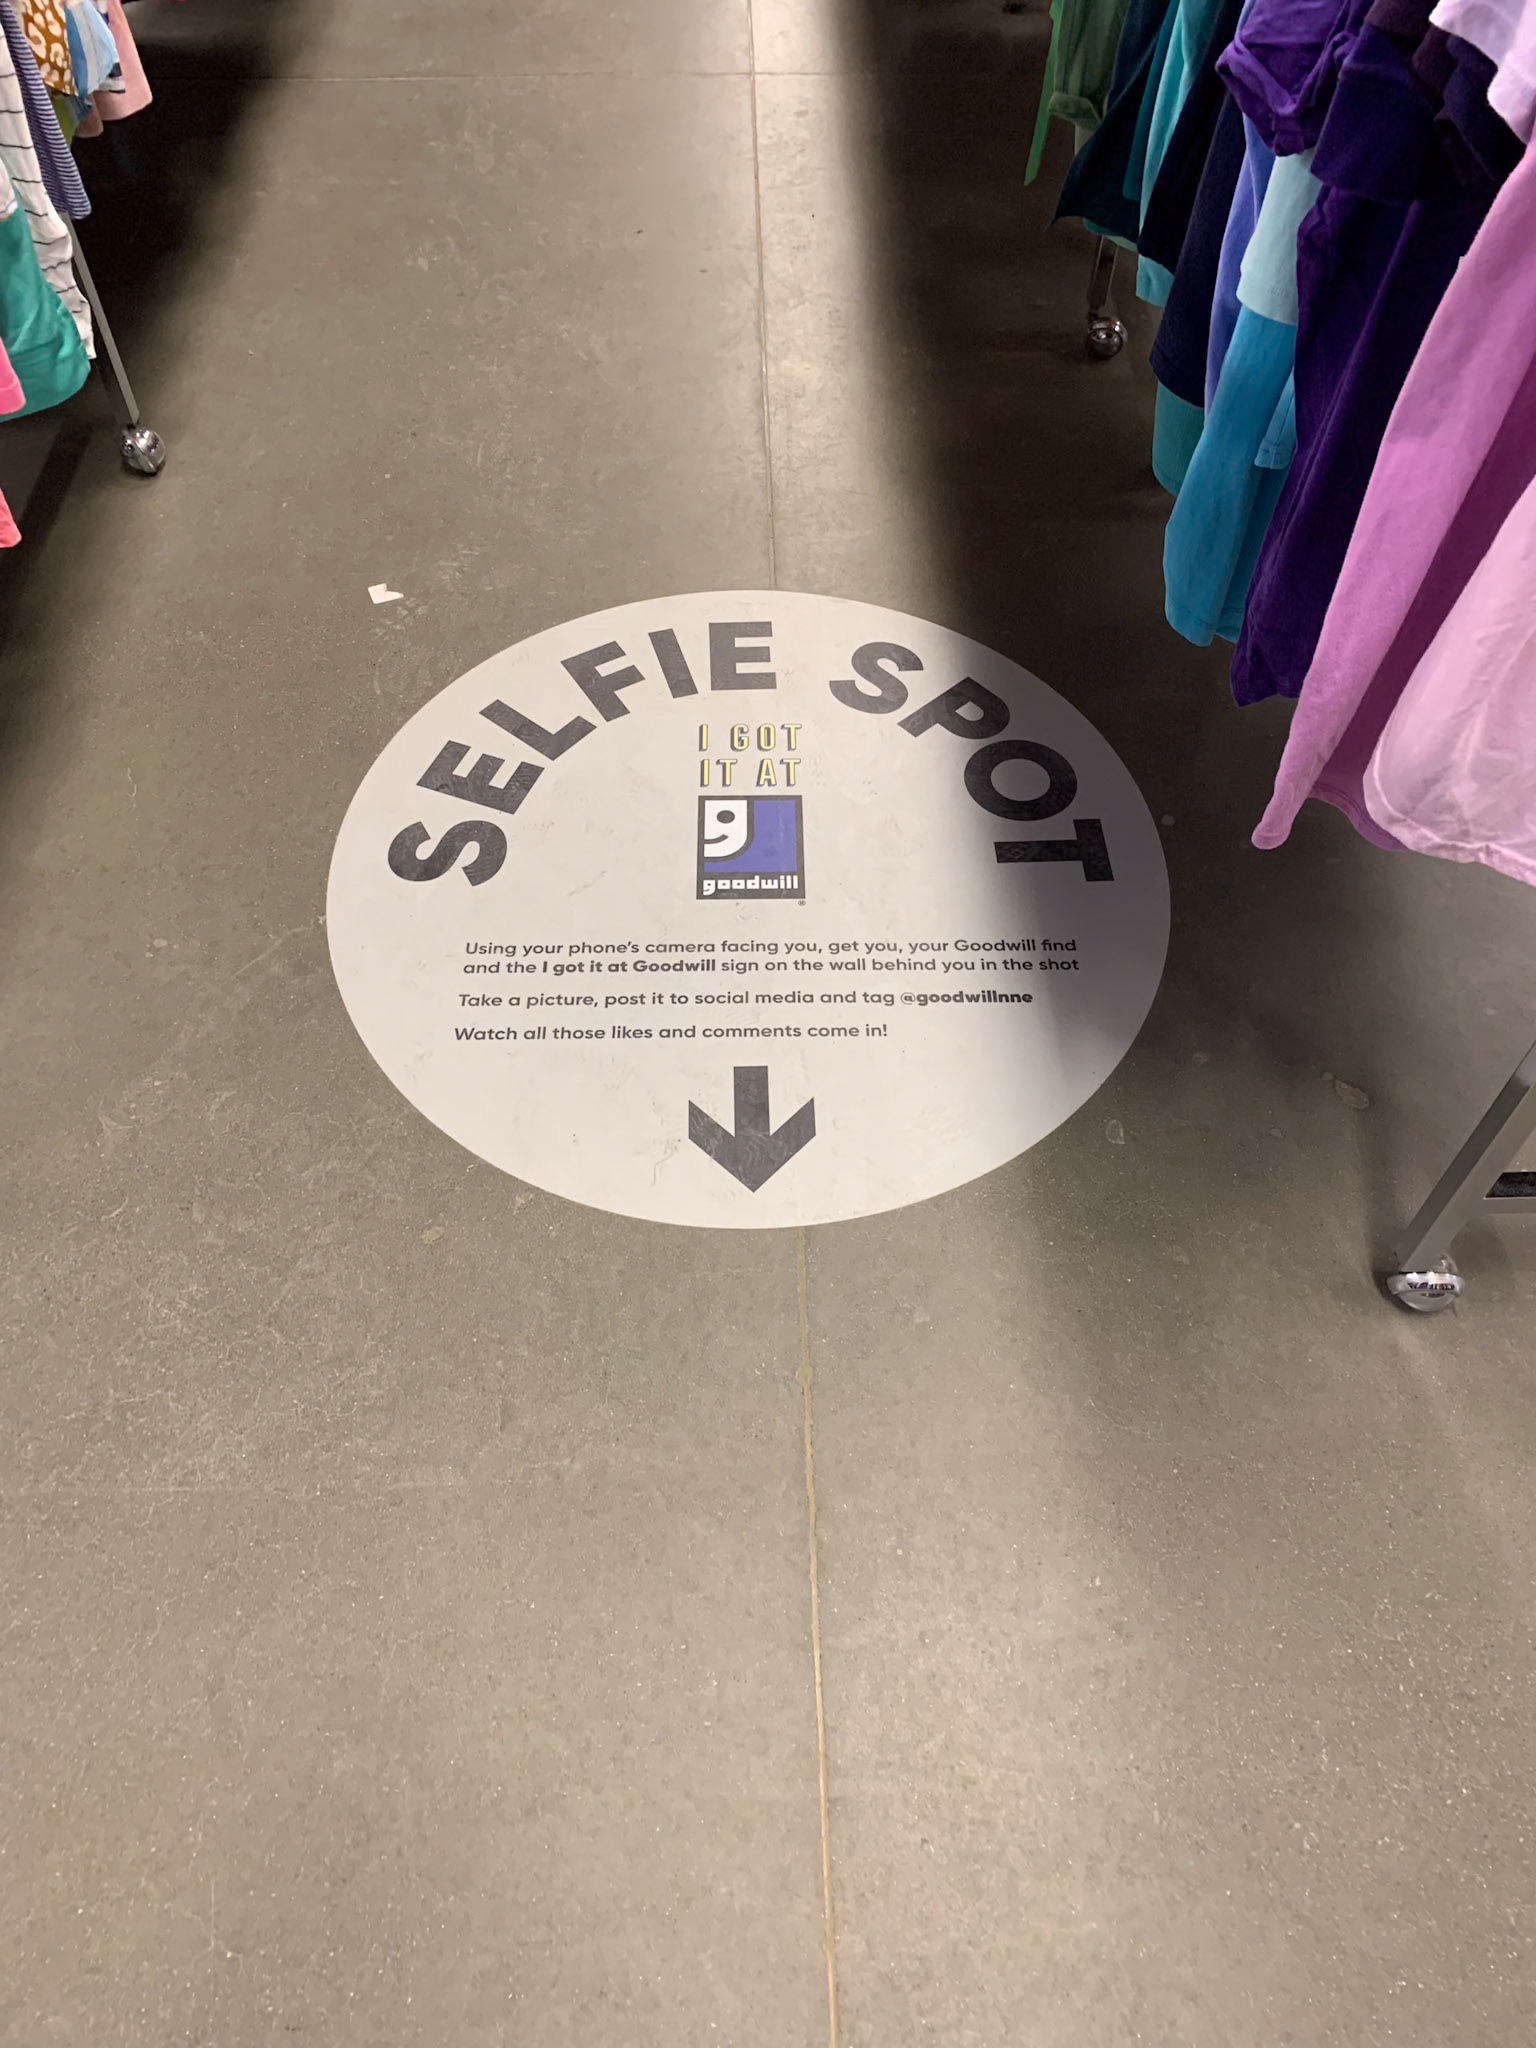 SELFIE SPOT
I GOT
IT AT
g
goodwill
®
Using your phone's camera facing you, get you, your Goodwill find
and the I got it at Goodwill sign on the wall behind you in the shot
Take a picture, post it to social media and tag @goodwillnne
Watch all those likes and comments come in!